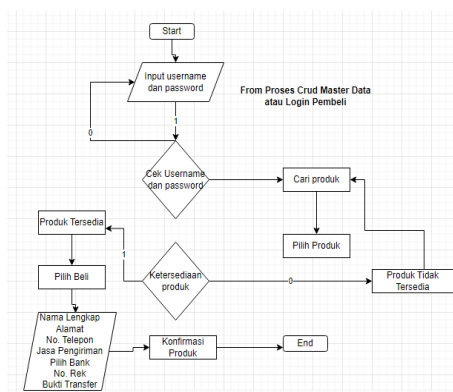 Start
Input username
dan password
From Proses Crud Master Data
atau Login Pembeli
1
0
Cek Username
dan password
Cari produk
Pilih Produk
Produk Tersedia
1
Ketersediaan
produk
0
Produk Tidak
Tersedia
Pilih Beli
Nama Lengkap
Alamat
No. Telepon
Jasa Pengiriman
Pilih Bank
No. Rek
Bukti Transfer
Konfirmasi
Produk
End